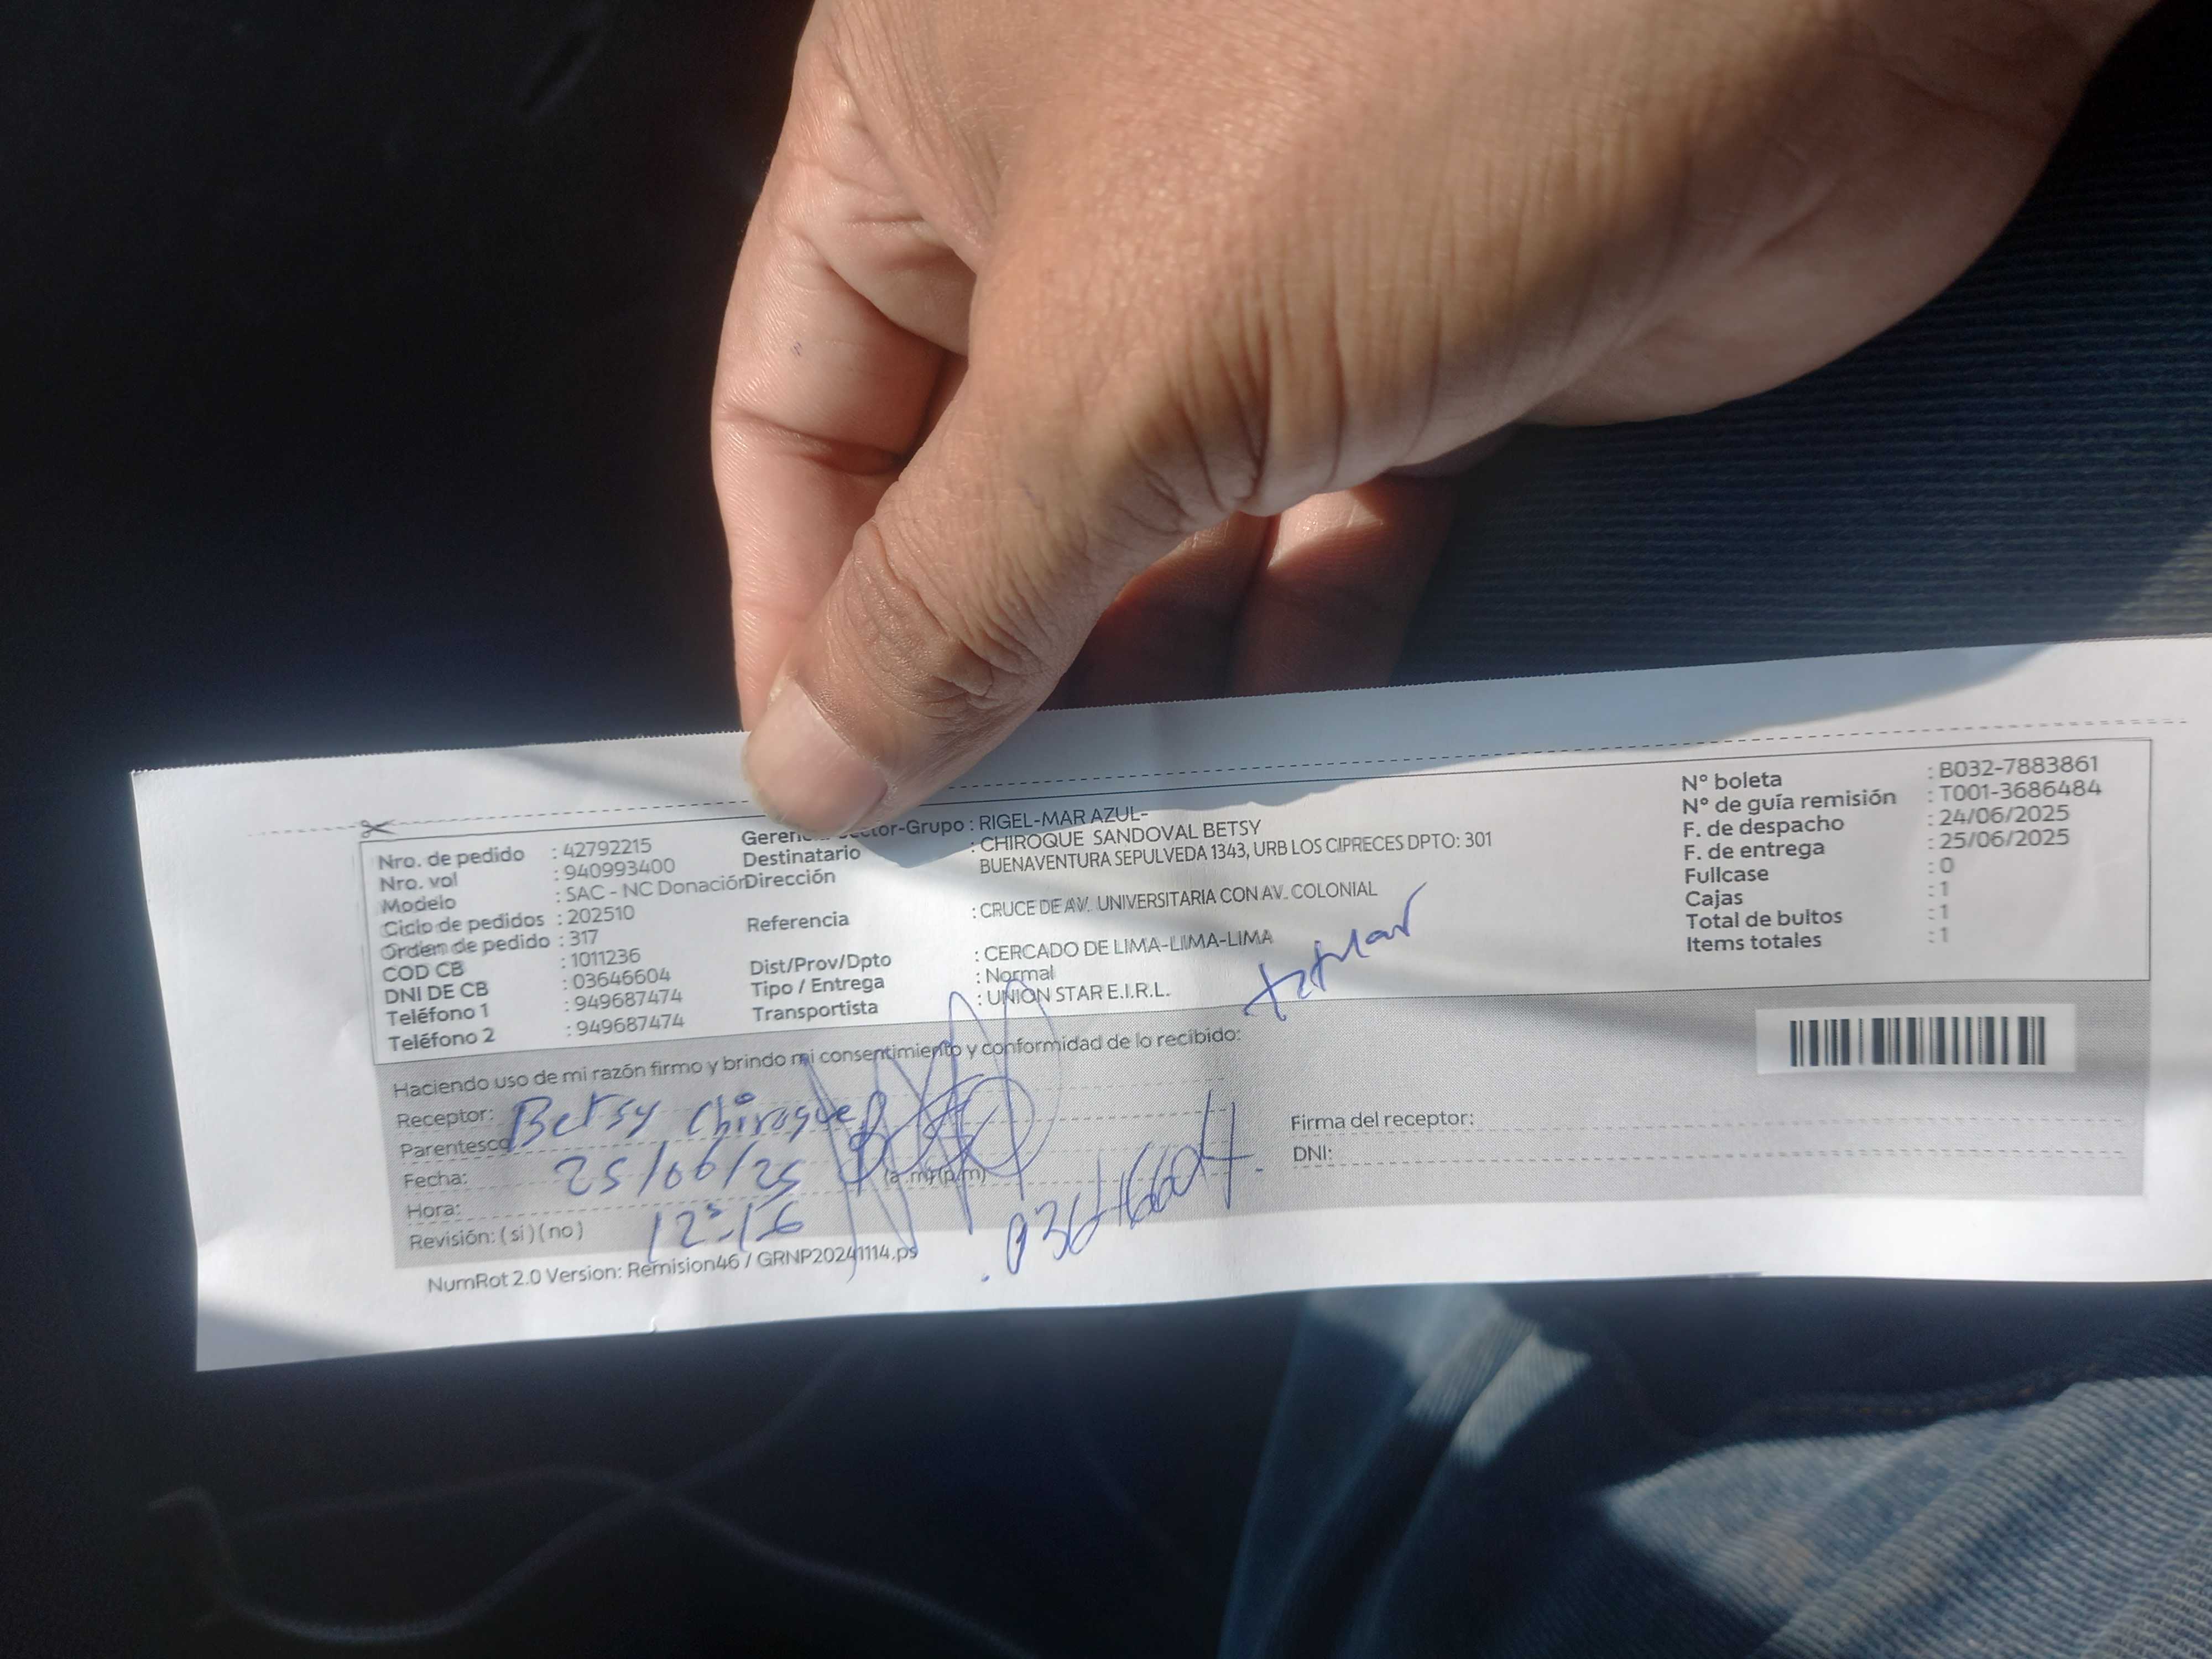 Nro. de pedido : 42792215
Nro. vol : 940993400
Modelo : SAC - NC Donación
Ciclo de pedidos : 202510
Orden de pedido : 317
COD CB : 1011236
DNI DE CB : 03646604
Teléfono 1 : 949687474
Teléfono 2 : 949687474
-Grupo : RIGEL-MAR AZUL-
Destinatario : CHIROQUE SANDOVAL BETSY
Dirección BUENAVENTURA SEPULVEDA 1343, URB LOS CIPRECES DPTO: 301
Referencia : CRUCE DE AV. UNIVERSITARIA CON AV. COLONIAL
Dist/Prov/Dpto : CERCADO DE LIMA-LIMA-LIMA
Tipo / Entrega : Normal
Transportista : UNION STAR E.I.R.L.
N° boleta : B032-7883861
N° de guía remisión : T001-3686484
F. de despacho : 24/06/2025
F. de entrega : 25/06/2025
Fullcase : 0
Cajas : 1
Total de bultos : 1
Items totales : 1
Haciendo uso de mi razón firmo y brindo mi consentimiento y conformidad de lo recibido:
Receptor: Betsy Chiroque
Parentesco
Fecha: 25/06/25
Hora: 12:16 (a.m) (p.m)
Revisión: (si) (no)
03646604
Firma del receptor:
DNI:
NumRot 2.0 Version: Remision46 / GRNP20241114.ps